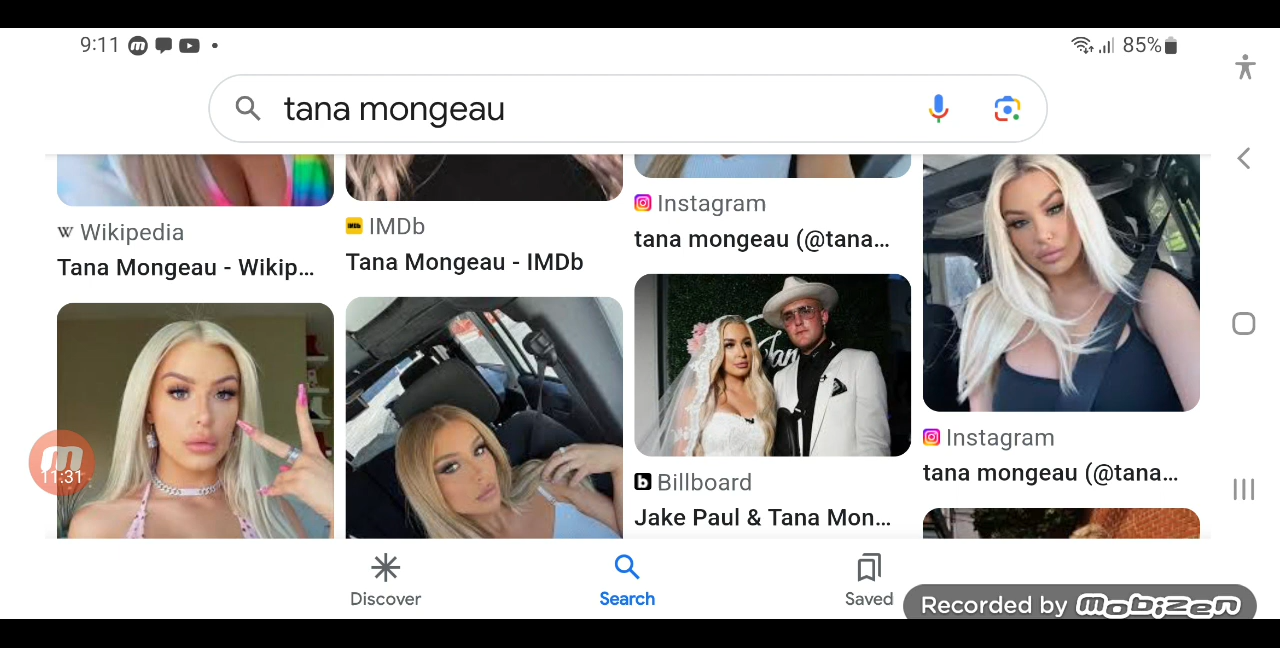 9:11
85%
tana mongeau
Wikipedia
Tana Mongeau - Wikip...
IMDb
Tana Mongeau - IMDb
Instagram
tana mongeau (@tana...
Billboard
Jake Paul & Tana Mon...
Instagram
tana mongeau (@tana...
11:31
Discover
Search
Saved
Recorded by Mobizen